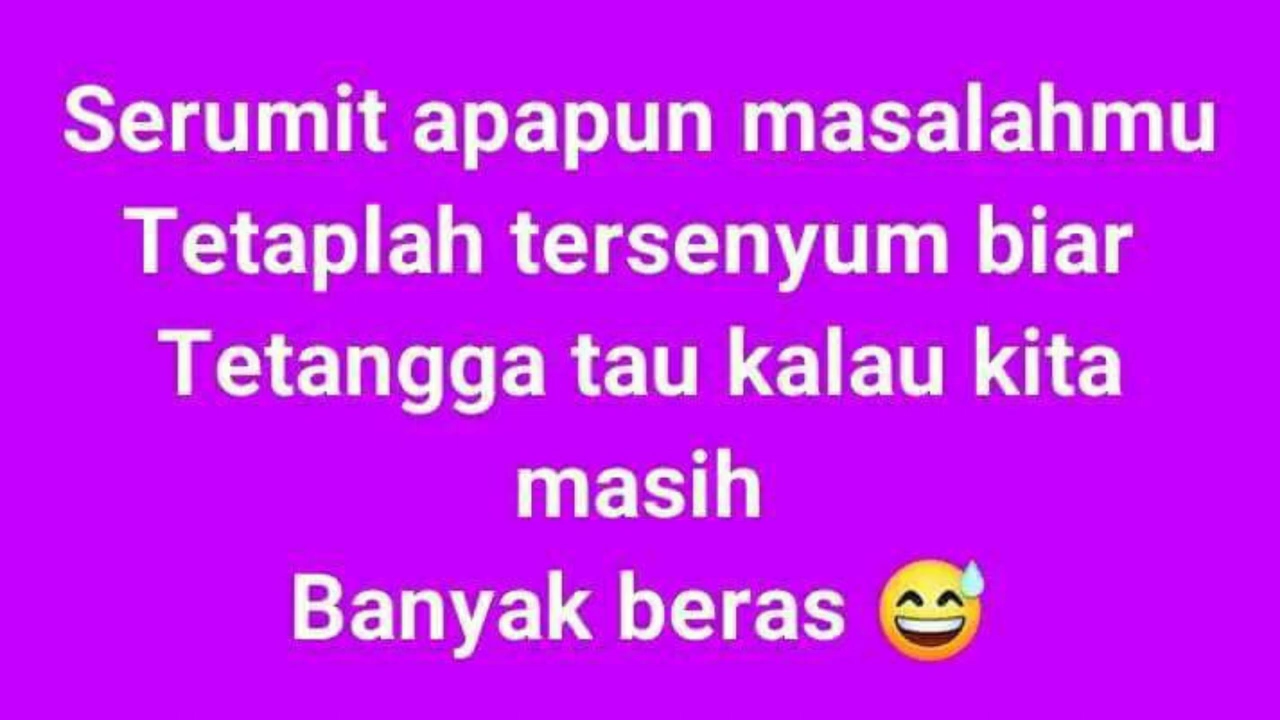 Serumit apapun masalahmu
Tetaplah tersenyum biar
Tetangga tau kalau kita
masih
Banyak beras 😅